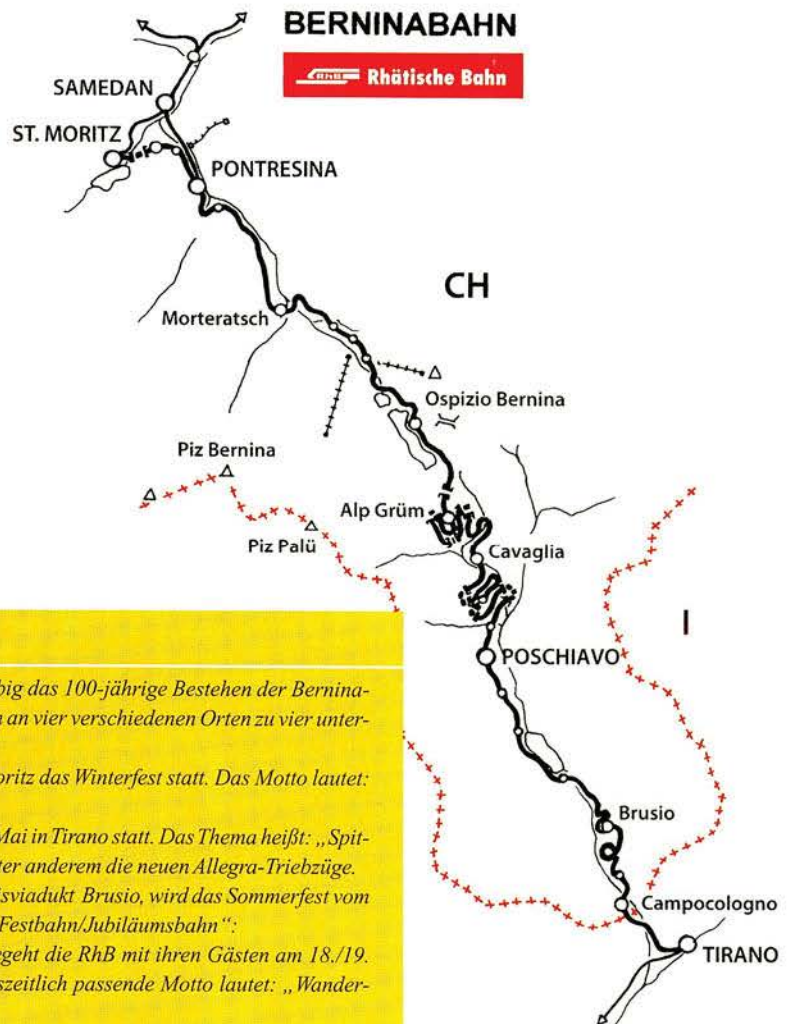 BERNINABAHN
RhB Rhätische Bahn
SAMEDAN
ST. MORITZ
PONTRESINA
CH
Morteratsch
Ospizio Bernina
Piz Bernina
Alp Grüm
Piz Palü
Cavaglia
I
POSCHIAVO
big das 100-jährige Bestehen der Bernina-
n an vier verschiedenen Orten zu vier unter-
oritz das Winterfest statt. Das Motto lautet:
Mai in Tirano statt. Das Thema heißt: „Spit-
ter anderem die neuen Allegra-Triebzüge.
isviadukt Brusio, wird das Sommerfest vom
Festbahn/Jubiläumsbahn“:
egeht die RhB mit ihren Gästen am 18./19.
szeitlich passende Motto lautet: „Wander-
Brusio
Campocologno
TIRANO